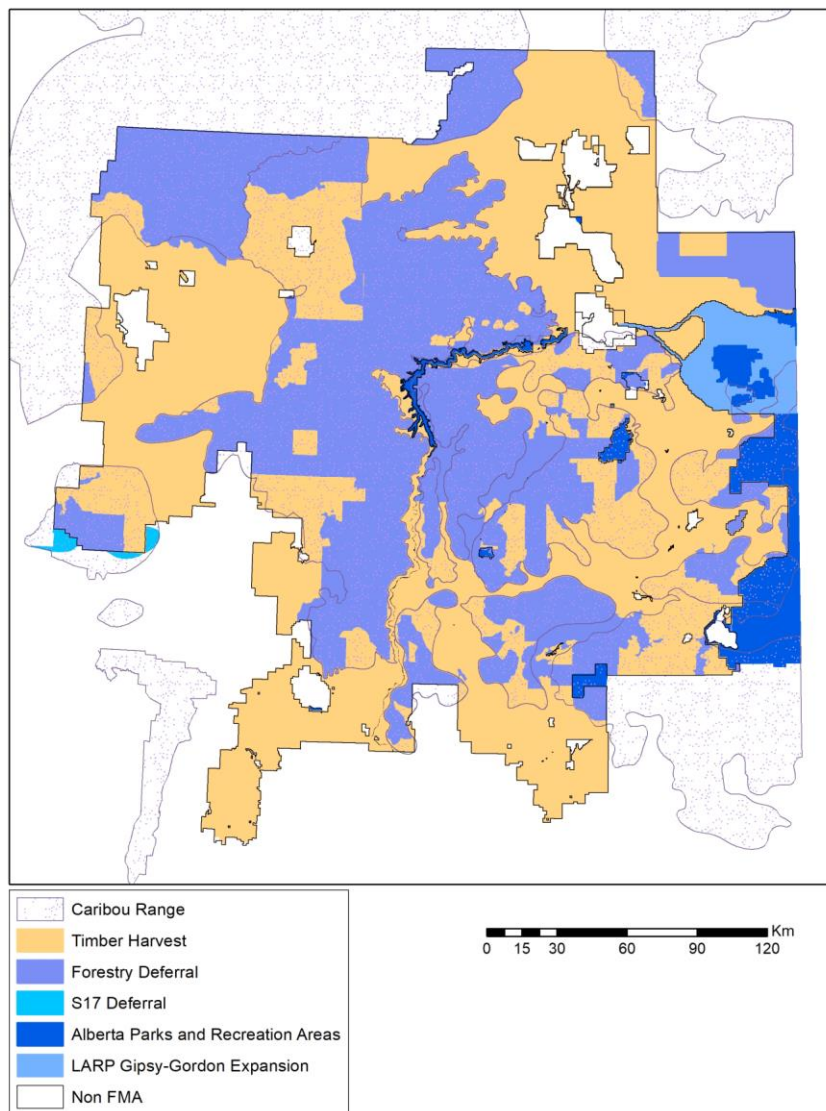 Caribou Range
Timber Harvest
Forestry Deferral
S17 Deferral
Alberta Parks and Recreation Areas
LARP Gipsy-Gordon Expansion
Non FMA
Km
0 15 30 60 90 120